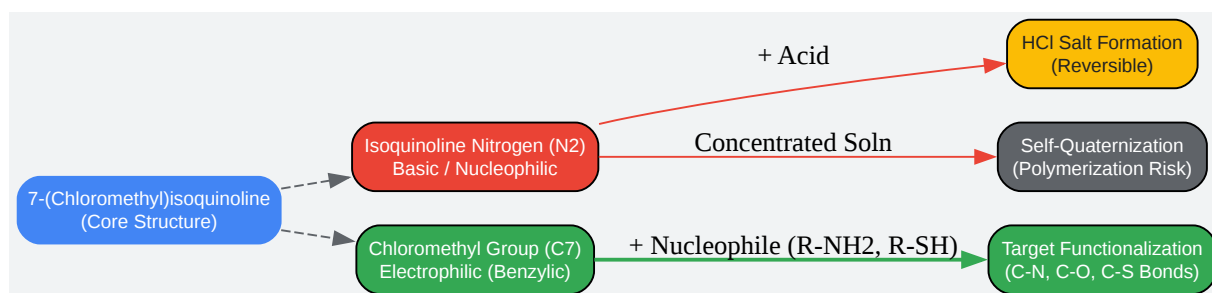 7-(Chloromethyl)isoquinoline
(Core Structure)
Isoquinoline Nitrogen (N2)
Basic / Nucleophilic
+ Acid
HCl Salt Formation
(Reversible)
Concentrated Soln
Self-Quaternization
(Polymerization Risk)
Chloromethyl Group (C7)
Electrophilic (Benzylic)
+ Nucleophile (R-NH2, R-SH)
Target Functionalization
(C-N, C-O, C-S Bonds)